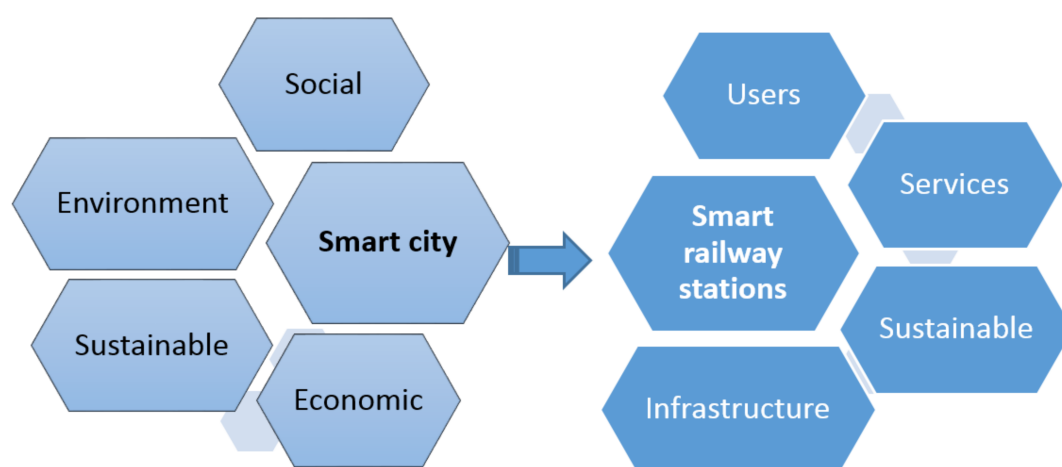 Social
Environment
Smart city
Sustainable
Economic
Users
Services
Smart
railway
stations
Sustainable
Infrastructure